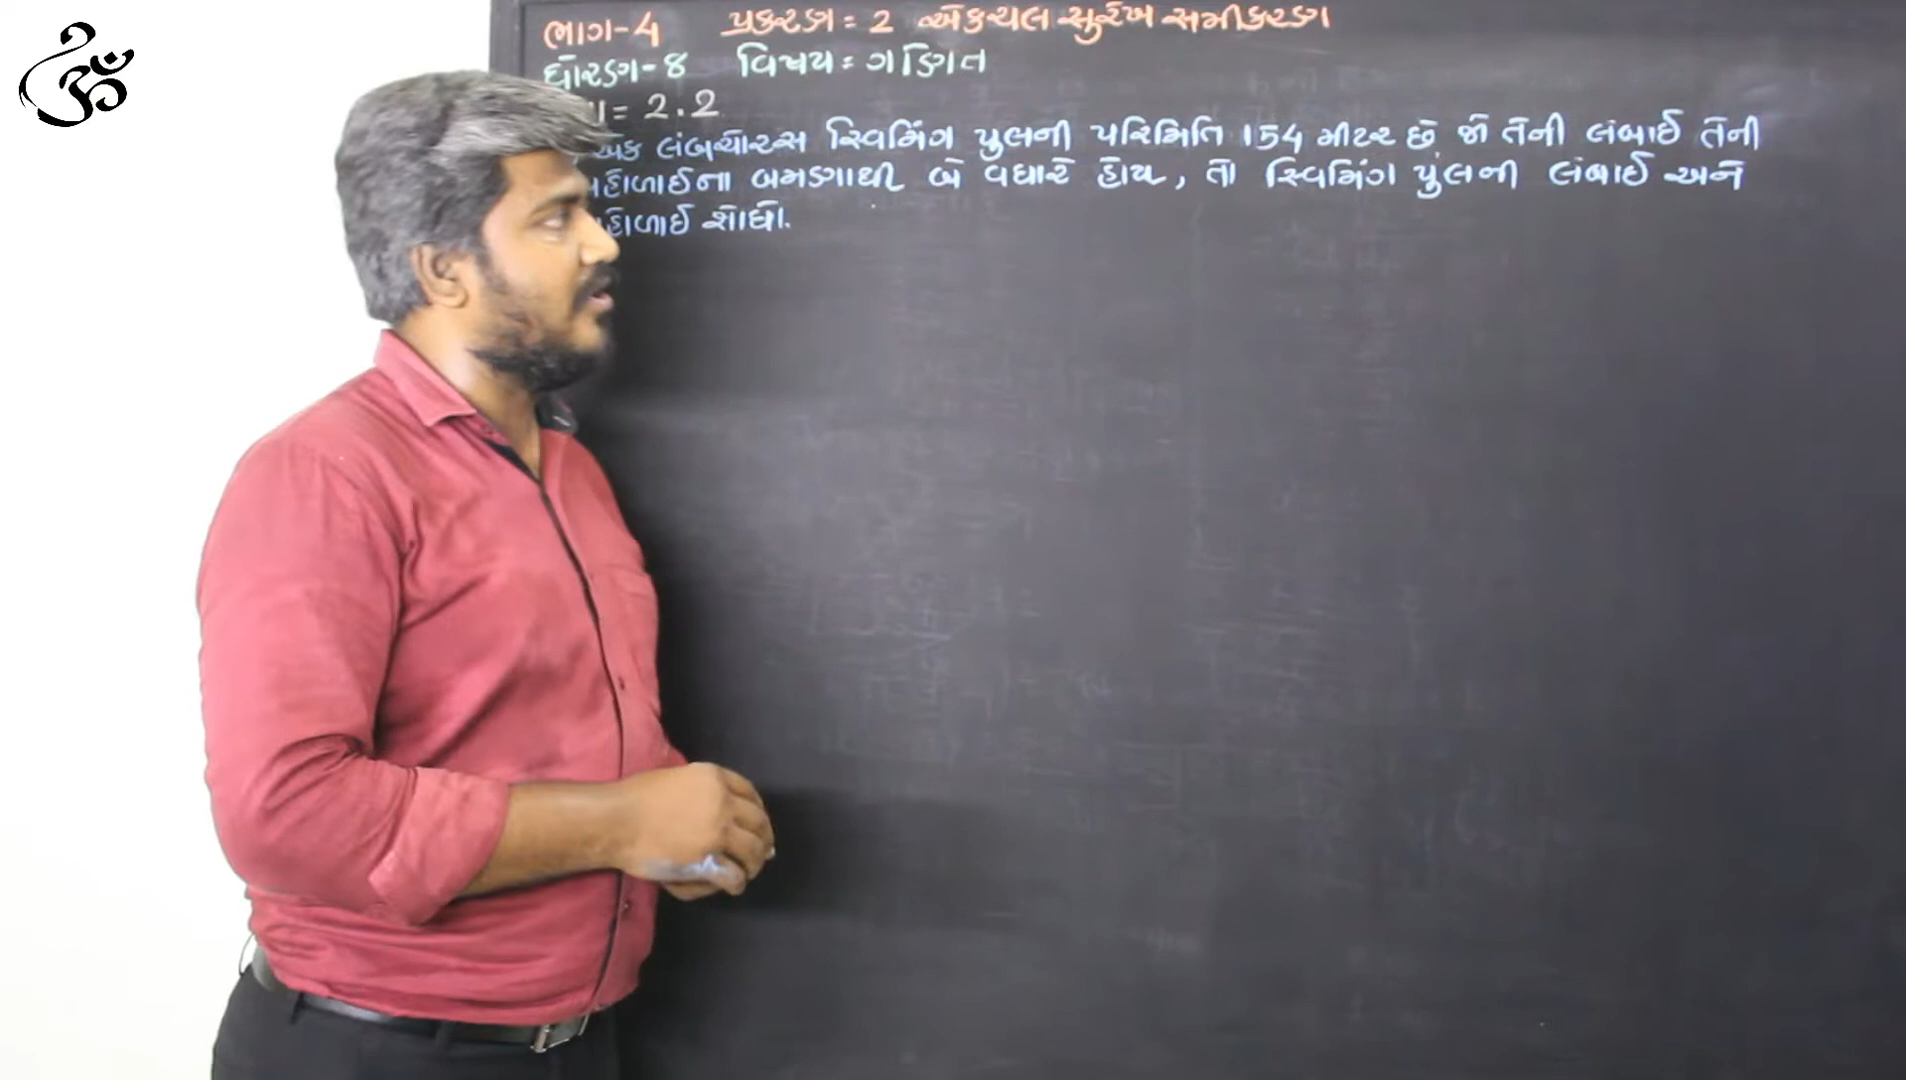 ૐ
ભાગ-4 પ્રકરણ = 2 એકચલ સુરેખ સમીકરણ
ધોરણ-8 વિષય = ગણિત
= 2.2
એક લંબચોરસ સ્વિમિંગ પુલની પરિમિતિ 154 મીટર છે જો તેની લંબાઈ તેની
પહોળાઈના બમણાથી બે વધારે હોય, તો સ્વિમિંગ પુલની લંબાઈ અને
પહોળાઈ શોધો.